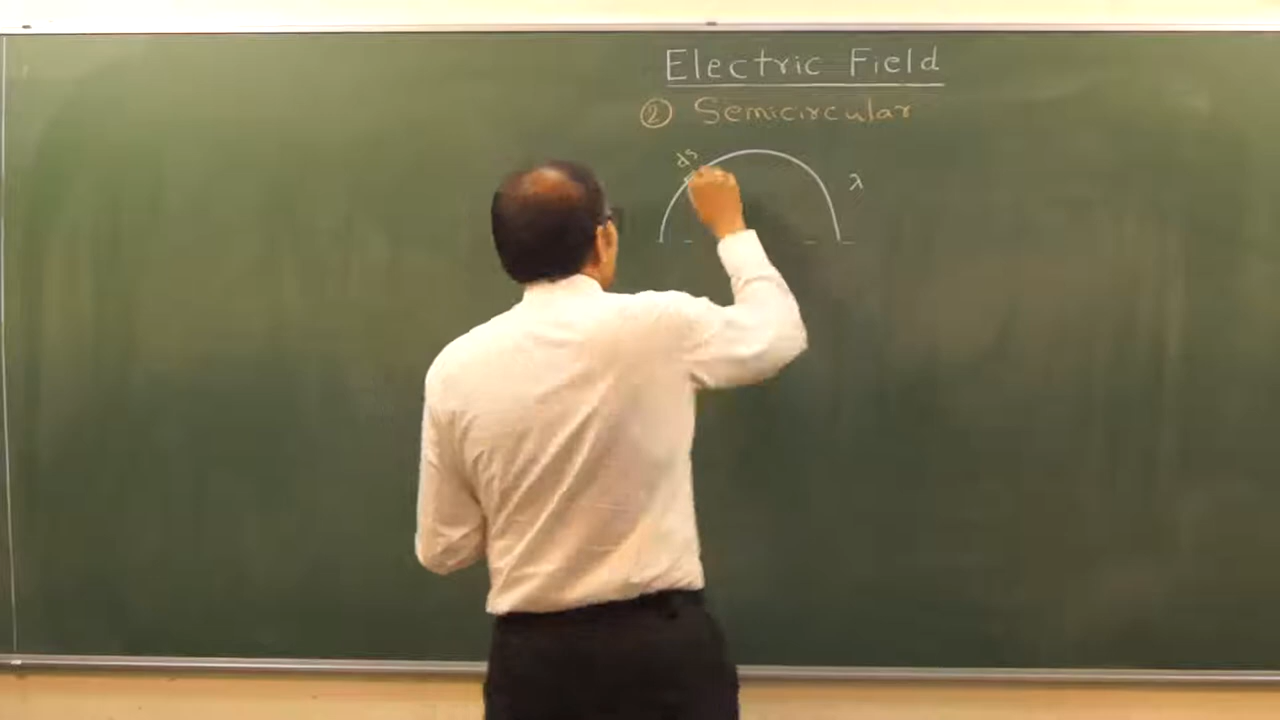 Electric Field
② Semicircular
ds
λ